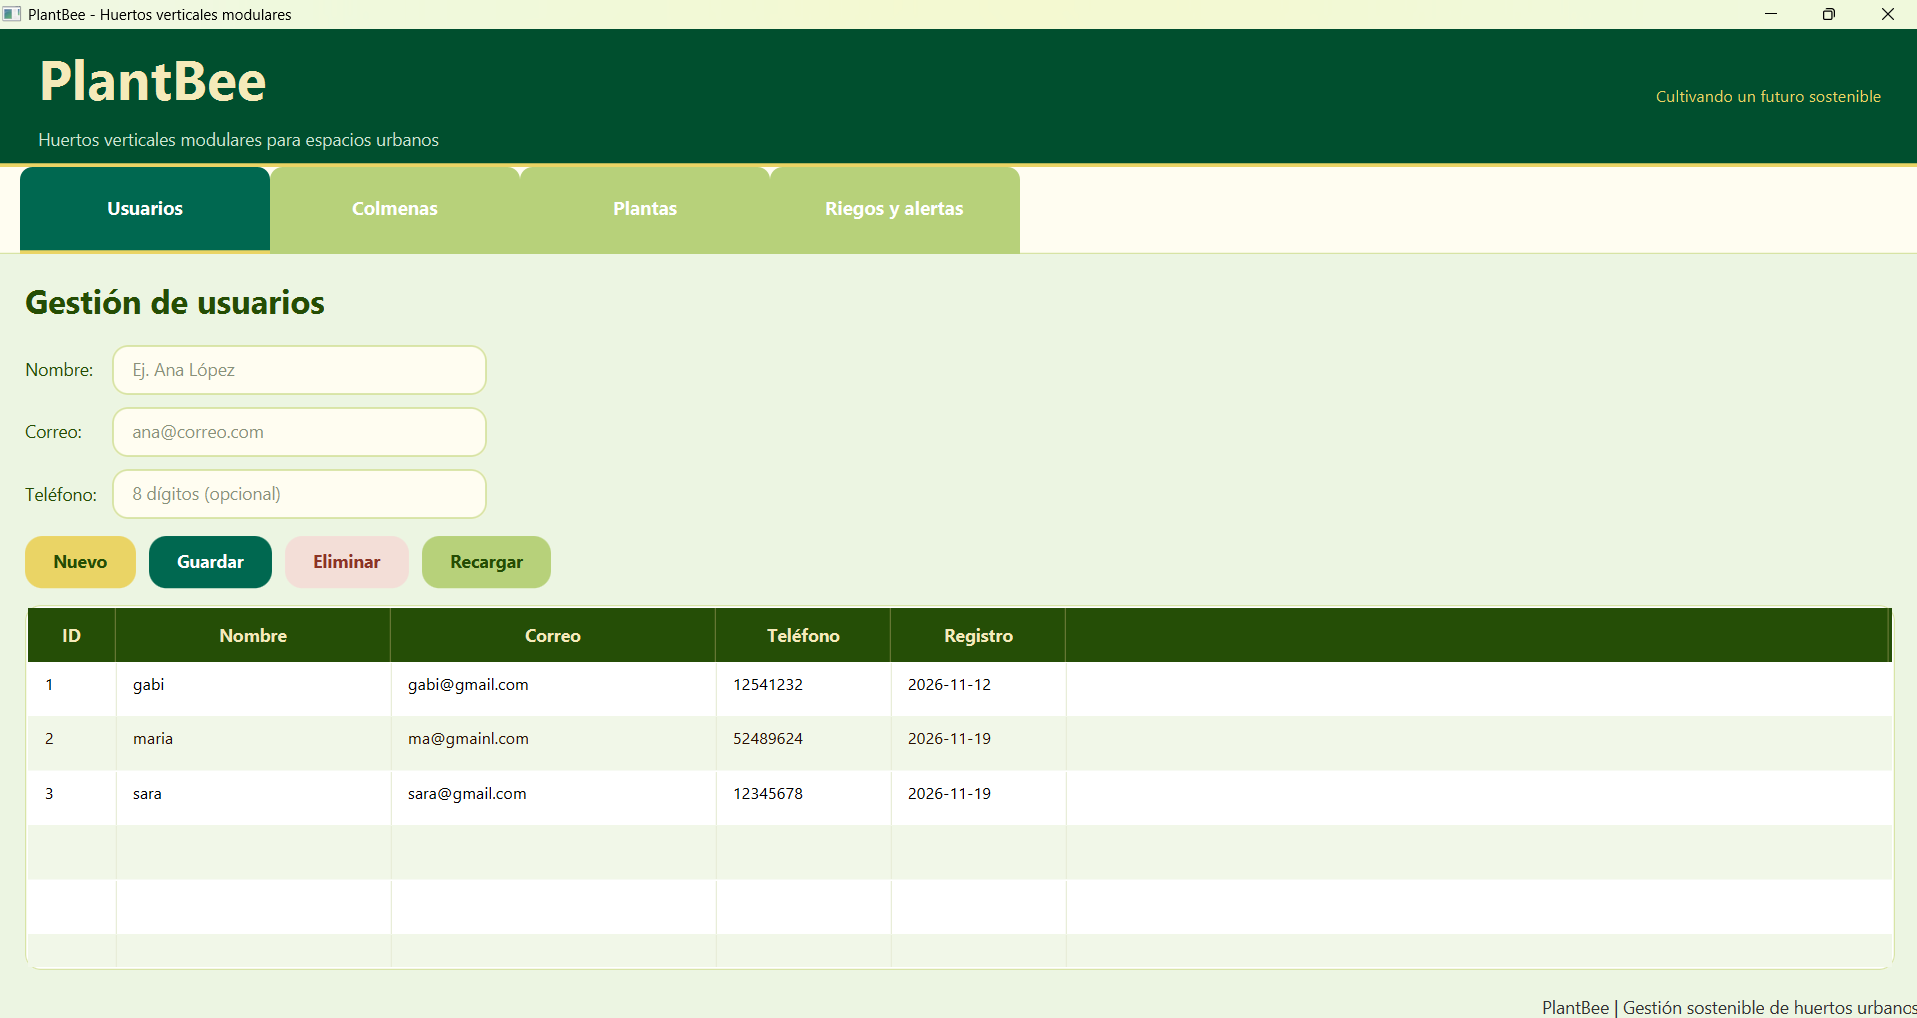 PlantBee - Huertos verticales modulares
PlantBee
Cultivando un futuro sostenible
Huertos verticales modulares para espacios urbanos
Usuarios Colmenas Plantas Riegos y alertas
Gestión de usuarios
Nombre: Ej. Ana López
Correo: ana@correo.com
Teléfono: 8 dígitos (opcional)
Nuevo Guardar Eliminar Recargar
ID Nombre Correo Teléfono Registro
1 gabi gabi@gmail.com 12541232 2026-11-12
2 maria ma@gmainl.com 52489624 2026-11-19
3 sara sara@gmail.com 12345678 2026-11-19
PlantBee | Gestión sostenible de huertos urbanos